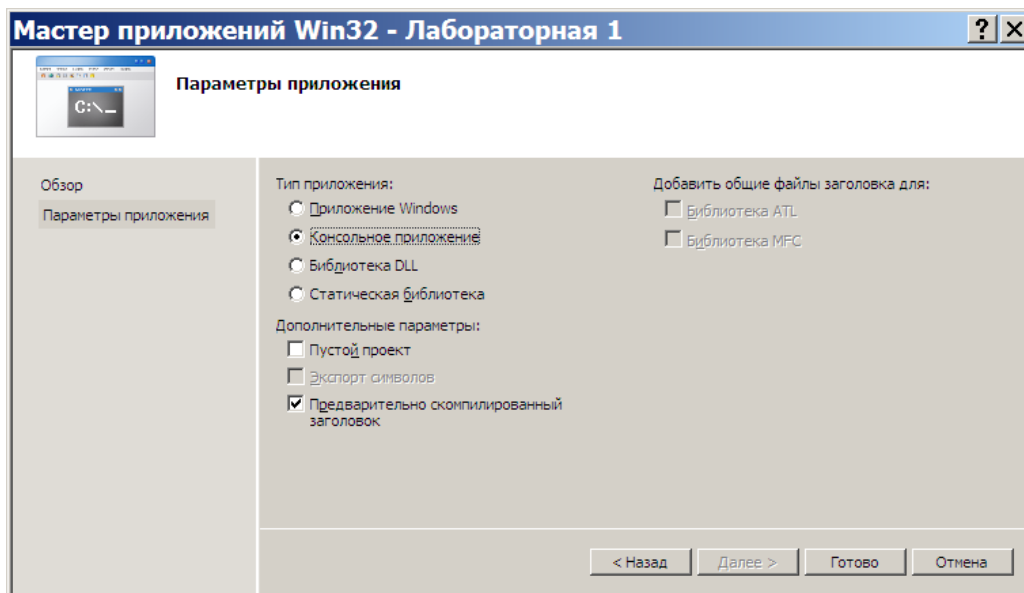 Мастер приложений Win32 - Лабораторная 1
C:\_
Параметры приложения
Обзор
Параметры приложения
Тип приложения:
Приложение Windows
Консольное приложение
Библиотека DLL
Статическая библиотека
Дополнительные параметры:
Пустой проект
Экспорт символов
Предварительно скомпилированный
заголовок
Добавить общие файлы заголовка для:
Библиотека ATL
Библиотека MFC
< Назад
Далее >
Готово
Отмена